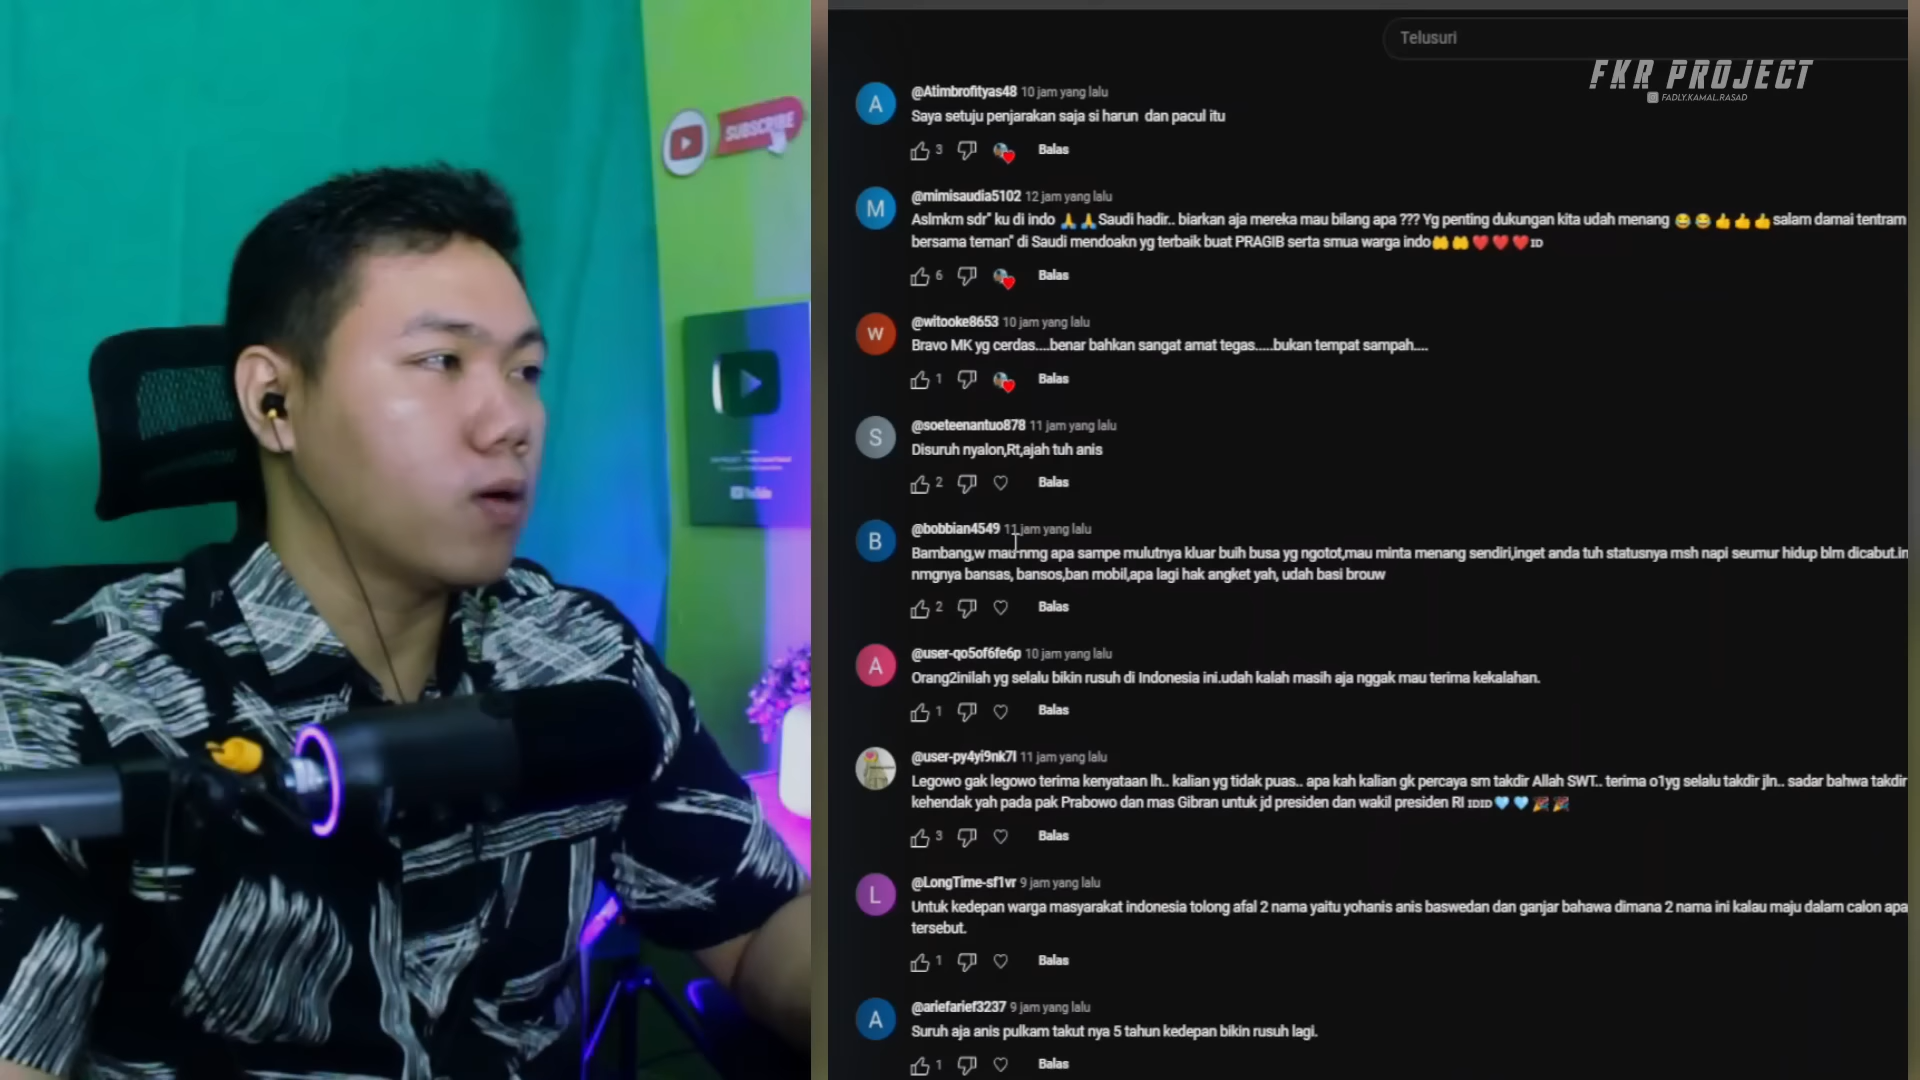 Telusuri
FKR PROJECT
FADLY.KAMAL.RASAD
SUBSCRIBE
YouTube
A
@Atimbrofityas48 10 jam yang lalu
Saya setuju penjarakan saja si harun dan pacul itu
3 Balas
M
@mimisaudia5102 12 jam yang lalu
Aslmkm sdr" ku di indo 🙏🙏Saudi hadir.. biarkan aja mereka mau bilang apa ??? Yg penting dukungan kita udah menang 😂😂👍👍👍salam damai tentram
bersama teman" di Saudi mendoakn yg terbaik buat PRAGIB serta smua warga indo🤲🤲❤️❤️❤️ID
6 Balas
W
@witooke8653 10 jam yang lalu
Bravo MK yg cerdas....benar bahkan sangat amat tegas.....bukan tempat sampah....
1 Balas
S
@soeteenantuo878 11 jam yang lalu
Disuruh nyalon,Rt,ajah tuh anis
2 Balas
B
@bobbian4549 11 jam yang lalu
Bambang,w mau nmg apa sampe mulutnya kluar buih busa yg ngotot,mau minta menang sendiri,inget anda tuh statusnya msh napi seumur hidup blm dicabut.in
nmgnya bansas, bansos,ban mobil,apa lagi hak angket yah, udah basi brouw
2 Balas
A
@user-qo5of6fe6p 10 jam yang lalu
Orang2inilah yg selalu bikin rusuh di Indonesia ini.udah kalah masih aja nggak mau terima kekalahan.
1 Balas
@user-py4yi9nk7l 11 jam yang lalu
Legowo gak legowo terima kenyataan lh.. kalian yg tidak puas.. apa kah kalian gk percaya sm takdir Allah SWT.. terima o1yg selalu takdir jln.. sadar bahwa takdir
kehendak yah pada pak Prabowo dan mas Gibran untuk jd presiden dan wakil presiden RI IDID🩵🩵🎉🎉
3 Balas
L
@LongTime-sf1vr 9 jam yang lalu
Untuk kedepan warga masyarakat indonesia tolong afal 2 nama yaitu yohanis anis baswedan dan ganjar bahawa dimana 2 nama ini kalau maju dalam calon apa
tersebut.
1 Balas
A
@ariefarief3237 9 jam yang lalu
Suruh aja anis pulkam takut nya 5 tahun kedepan bikin rusuh lagi.
1 Balas